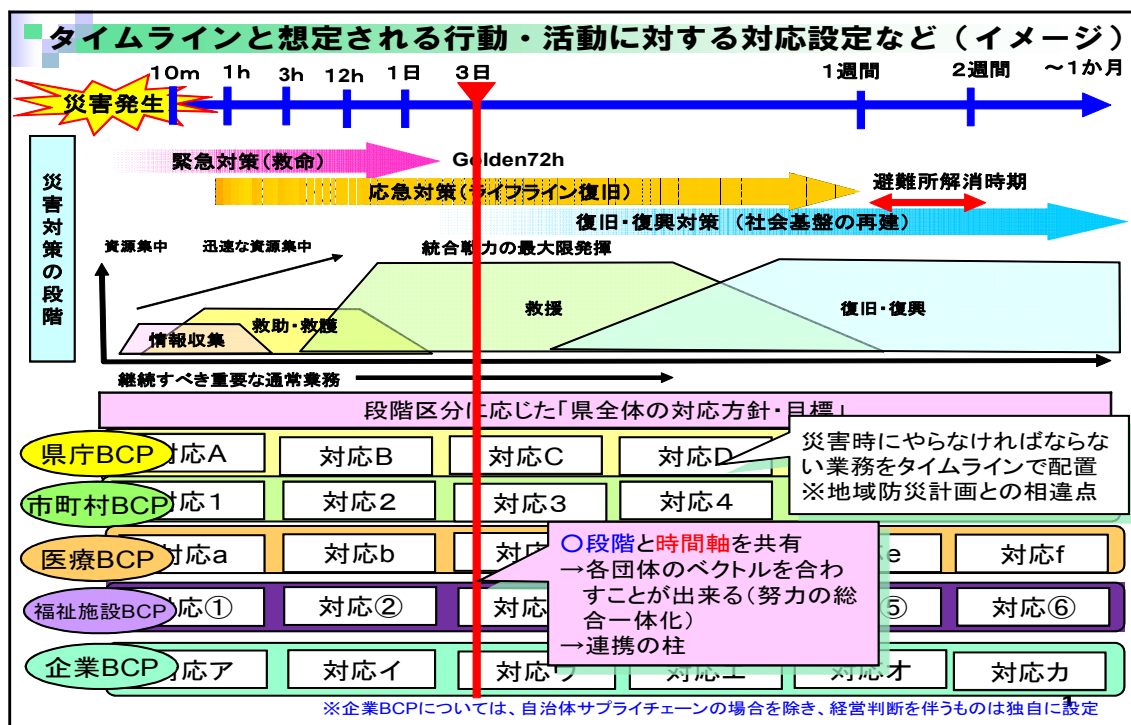 タイムラインと想定される行動・活動に対する対応設定など（イメージ）
10m 1h 3h 12h 1日 3日 1週間 2週間 ～1か月
災害発生
災害対策の段階
緊急対策（救命）
Golden72h
応急対策（ライフライン復旧）
避難所解消時期
復旧・復興対策 （社会基盤の再建）
資源集中
迅速な資源集中
統合戦力の最大限発揮
情報収集
救助・救護
救援
復旧・復興
継続すべき重要な通常業務
段階区分に応じた「県全体の対応方針・目標」
県庁BCP 対応A 対応B 対応C 対応D
災害時にやらなければならな
い業務をタイムラインで配置
※地域防災計画との相違点
市町村BCP 対応1 対応2 対応3 対応4
医療BCP 対応a 対応b 対応 e 対応f
〇段階と時間軸を共有
→各団体のベクトルを合わ
すことが出来る（努力の総
合一体化）
→連携の柱
福祉施設BCP 対応① 対応② 対応 ⑤ 対応⑥
企業BCP 対応ア 対応イ 対応ウ 対応エ 対応オ 対応カ
※企業BCPについては、自治体サプライチェーンの場合を除き、経営判断を伴うものは独自に設定
1